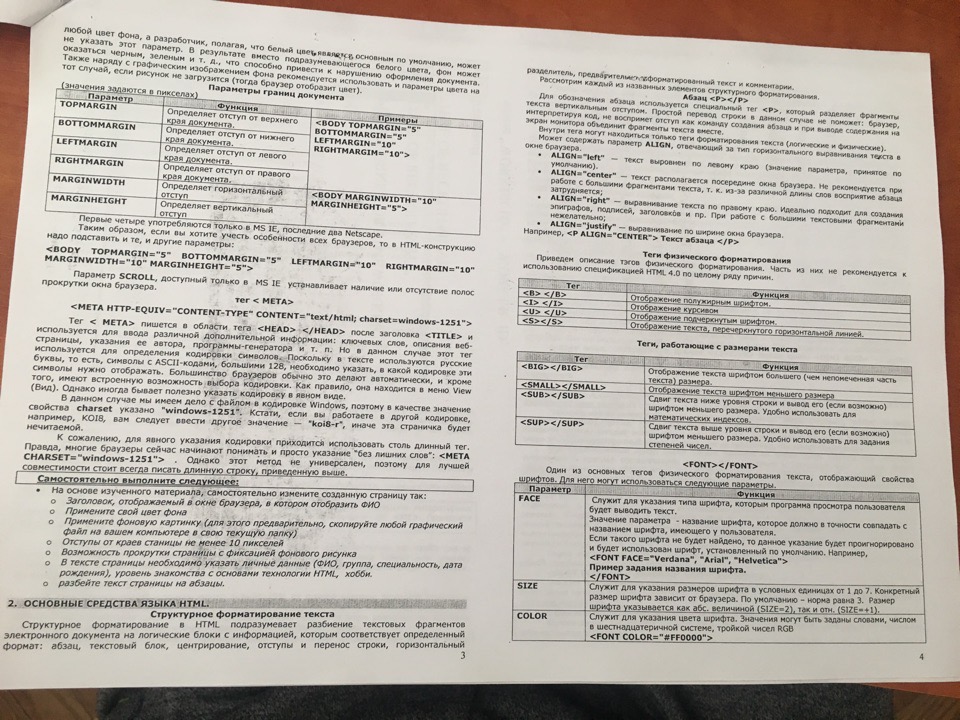 любой цвет фона, а разработчик, полагая, что белый цвет является основным по умолчанию, может
не указать этот параметр. В результате вместо подразумевающегося белого цвета, фон может
оказаться черным, зеленым и т. д., что способно привести к нарушению оформления документа.
Также наряду с графическим изображением фона рекомендуется использовать и параметры цвета на
тот случай, если рисунок не загрузится (тогда браузер отобразит цвет).
Параметры границ документа
(значения задаются в пикселах)
Параметр Функция Примеры
TOPMARGIN Определяет отступ от верхнего края документа. <BODY TOPMARGIN="5"
BOTTOMMARGIN Определяет отступ от нижнего края документа. BOTTOMMARGIN="5"
LEFTMARGIN Определяет отступ от левого края документа. LEFTMARGIN="10"
RIGHTMARGIN Определяет отступ от правого края документа. RIGHTMARGIM="10">
MARGINWIDTH Определяет горизонтальный отступ <BODY MARGINWIDTH="10"
MARGINHEIGHT Определяет вертикальный отступ MARGINHEIGHT="5">
Первые четыре употребляются только в MS IE, последние два Netscape.
Таким образом, если вы хотите учесть особенности всех браузеров, то в HTML-конструкцию
надо подставить и те, и другие параметры:
<BODY TOPMARGIN="5" BOTTOMMARGIN="5" LEFTMARGIN="10" RIGHTMARGIN="10"
MARGINWIDTH="10" MARGINHEIGHT="5">
Параметр SCROLL, доступный только в MS IE устанавливает наличие или отсутствие полос
прокрутки окна браузера.
тег < META>
<META HTTP-EQUIV="CONTENT-TYPE" CONTENT="text/html; charset=windows-1251">
Тег < META> пишется в области тега <HEAD> </HEAD> после заголовка <TITLE> и
используется для ввода различной дополнительной информации: ключевых слов, описания веб-
страницы, указания ее автора, программы-генератора и т. п. Но в данном случае этот тег
используется для определения кодировки символов. Поскольку в тексте используются русские
буквы, то есть, символы с ASCII-кодами, большими 128, необходимо указать, в какой кодировке эти
символы нужно отображать. Большинство браузеров обычно это делают автоматически, и кроме
того, имеют встроенную возможность выбора кодировки. Как правило, она находится в меню View
(Вид). Однако иногда бывает полезно указать кодировку в явном виде.
В данном случае мы имеем дело с файлом в кодировке Windows, поэтому в качестве значение
свойства charset указано "windows-1251". Кстати, если вы работаете в другой кодировке,
например, KOI8, вам следует ввести другое значение — "koi8-r", иначе эта страничка будет
нечитаемой.
К сожалению, для явного указания кодировки приходится использовать столь длинный тег.
Правда, многие браузеры сейчас начинают понимать и просто указание "без лишних слов": <META
CHARSET="windows-1251"> . Однако этот метод не универсален, поэтому для лучшей
совместимости стоит всегда писать длинную строку, приведенную выше.
Самостоятельно выполните следующее:
• На основе изученного материала, самостоятельно измените созданную страницу так:
o Заголовок, отображаемый в окне браузера, в котором отобразить ФИО
o Примените свой цвет фона
o Примените фоновую картинку (для этого предварительно, скопируйте любой графический
файл на вашем компьютере в свою текущую папку)
o Отступы от краев станицы не менее 10 пикселей
o Возможность прокрутки страницы с фиксацией фонового рисунка
o В тексте страницы необходимо указать личные данные (ФИО, группа, специальность, дата
рождения), уровень знакомства с основами технологии HTML, хобби.
o разбейте текст страницы на абзацы.
2. ОСНОВНЫЕ СРЕДСТВА ЯЗЫКА HTML.
Структурное форматирование текста
Структурное форматирование в HTML подразумевает разбиение текстовых фрагментов
электронного документа на логические блоки с информацией, которым соответствует определенный
формат: абзац, текстовый блок, центрирование, отступы и перенос строки, горизонтальный
3
разделитель, предварительно отформатированный текст и комментарии.
Рассмотрим каждый из названных элементов структурного форматирования.
Абзац <P></P>
Для обозначения абзаца используется специальный тег <P>, который разделяет фрагменты
текста вертикальным отступом. Простой перевод строки в данном случае не поможет: браузер,
интерпретируя код, не воспримет отступ как команду создания абзаца и при выводе содержания на
экран монитора объединит фрагменты текста вместе.
Внутри тега могут находиться только теги форматирования текста (логические и физические).
Может содержать параметр ALIGN, отвечающий за тип горизонтального выравнивания текста в
окне браузера.
• ALIGN="left" — текст выровнен по левому краю (значение параметра, принятое по
умолчанию).
• ALIGN="center" — текст располагается посередине окна браузера. Не рекомендуется при
работе с большими фрагментами текста, т. к. из-за различной длины слов восприятие абзаца
затрудняется;
• ALIGN="right" — выравнивание текста по правому краю. Идеально подходит для создания
эпиграфов, подписей, заголовков и пр. При работе с большими текстовыми фрагментами
нежелательно;
• ALIGN="justify" — выравнивание по ширине окна браузера.
Например, <P ALIGN="CENTER"> Текст абзаца </P>
Теги физического форматирования
Приведем описание тэгов физического форматирования. Часть из них не рекомендуется к
использованию спецификацией HTML 4.0 по целому ряду причин.
Тег Функция
<B> </B> Отображение полужирным шрифтом.
<I> </I> Отображение курсивом
<U> </U> Отображение подчеркнутым шрифтом.
<S></S> Отображение текста, перечеркнутого горизонтальной линией.
Теги, работающие с размерами текста
Тег Функция
<BIG></BIG> Отображение текста шрифтом большего (чем непомеченная часть
текста) размера.
<SMALL></SMALL> Отображение текста шрифтом меньшего размера
<SUB></SUB> Сдвиг текста ниже уровня строки и вывод его (если возможно)
шрифтом меньшего размера. Удобно использовать для
математических индексов.
<SUP></SUP> Сдвиг текста выше уровня строки и вывод его (если возможно)
шрифтом меньшего размера. Удобно использовать для задания
степеней чисел.
<FONT></FONT>
Один из основных тегов физического форматирования текста, отображающий свойства
шрифтов. Для него могут использоваться следующие параметры.
Параметр Функция
FACE Служит для указания типа шрифта, которым программа просмотра пользователя
будет выводить текст.
Значение параметра - название шрифта, которое должно в точности совпадать с
названием шрифта, имеющего у пользователя.
Если такого шрифта не будет найдено, то данное указание будет проигнорировано
и будет использован шрифт, установленный по умолчанию. Например,
<FONT FACE="Verdana", "Arial", "Helvetica">
Пример задания названия шрифта.
</FONT>
SIZE Служит для указания размеров шрифта в условных единицах от 1 до 7. Конкретный
размер шрифта зависит от браузера. По умолчанию – норма равна 3. Размер
шрифта указывается как абс. величиной (SIZE=2), так и отн. (SIZE=+1).
COLOR Служит для указания цвета шрифта. Значения могут быть заданы словами, числом
в шестнадцатеричной системе, тройкой чисел RGB
<FONT COLOR="#FF0000">
4